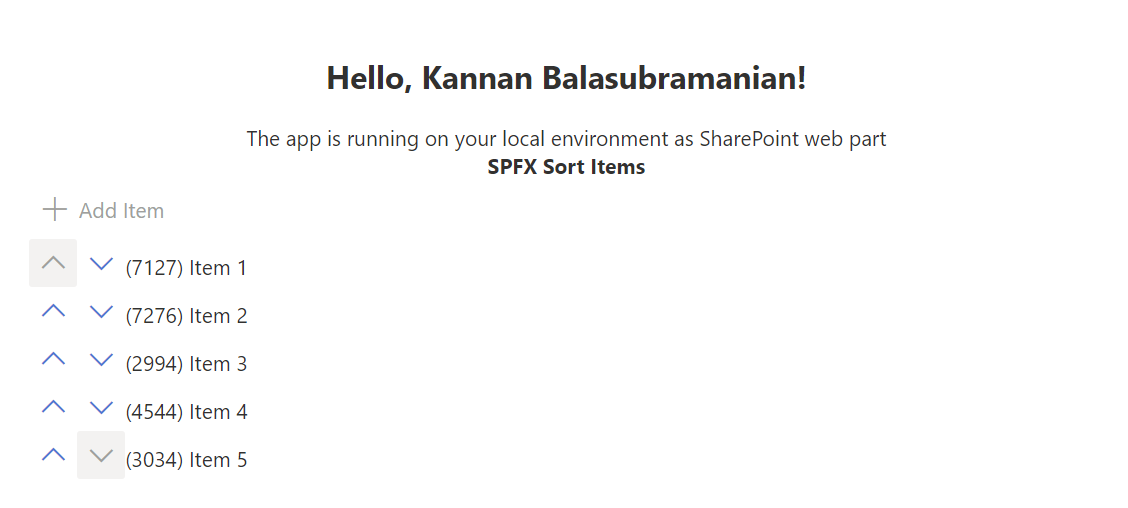 Hello, Kannan Balasubramanian!
The app is running on your local environment as SharePoint web part
SPFX Sort Items
Add Item
(7127) Item 1
(7276) Item 2
(2994) Item 3
(4544) Item 4
(3034) Item 5